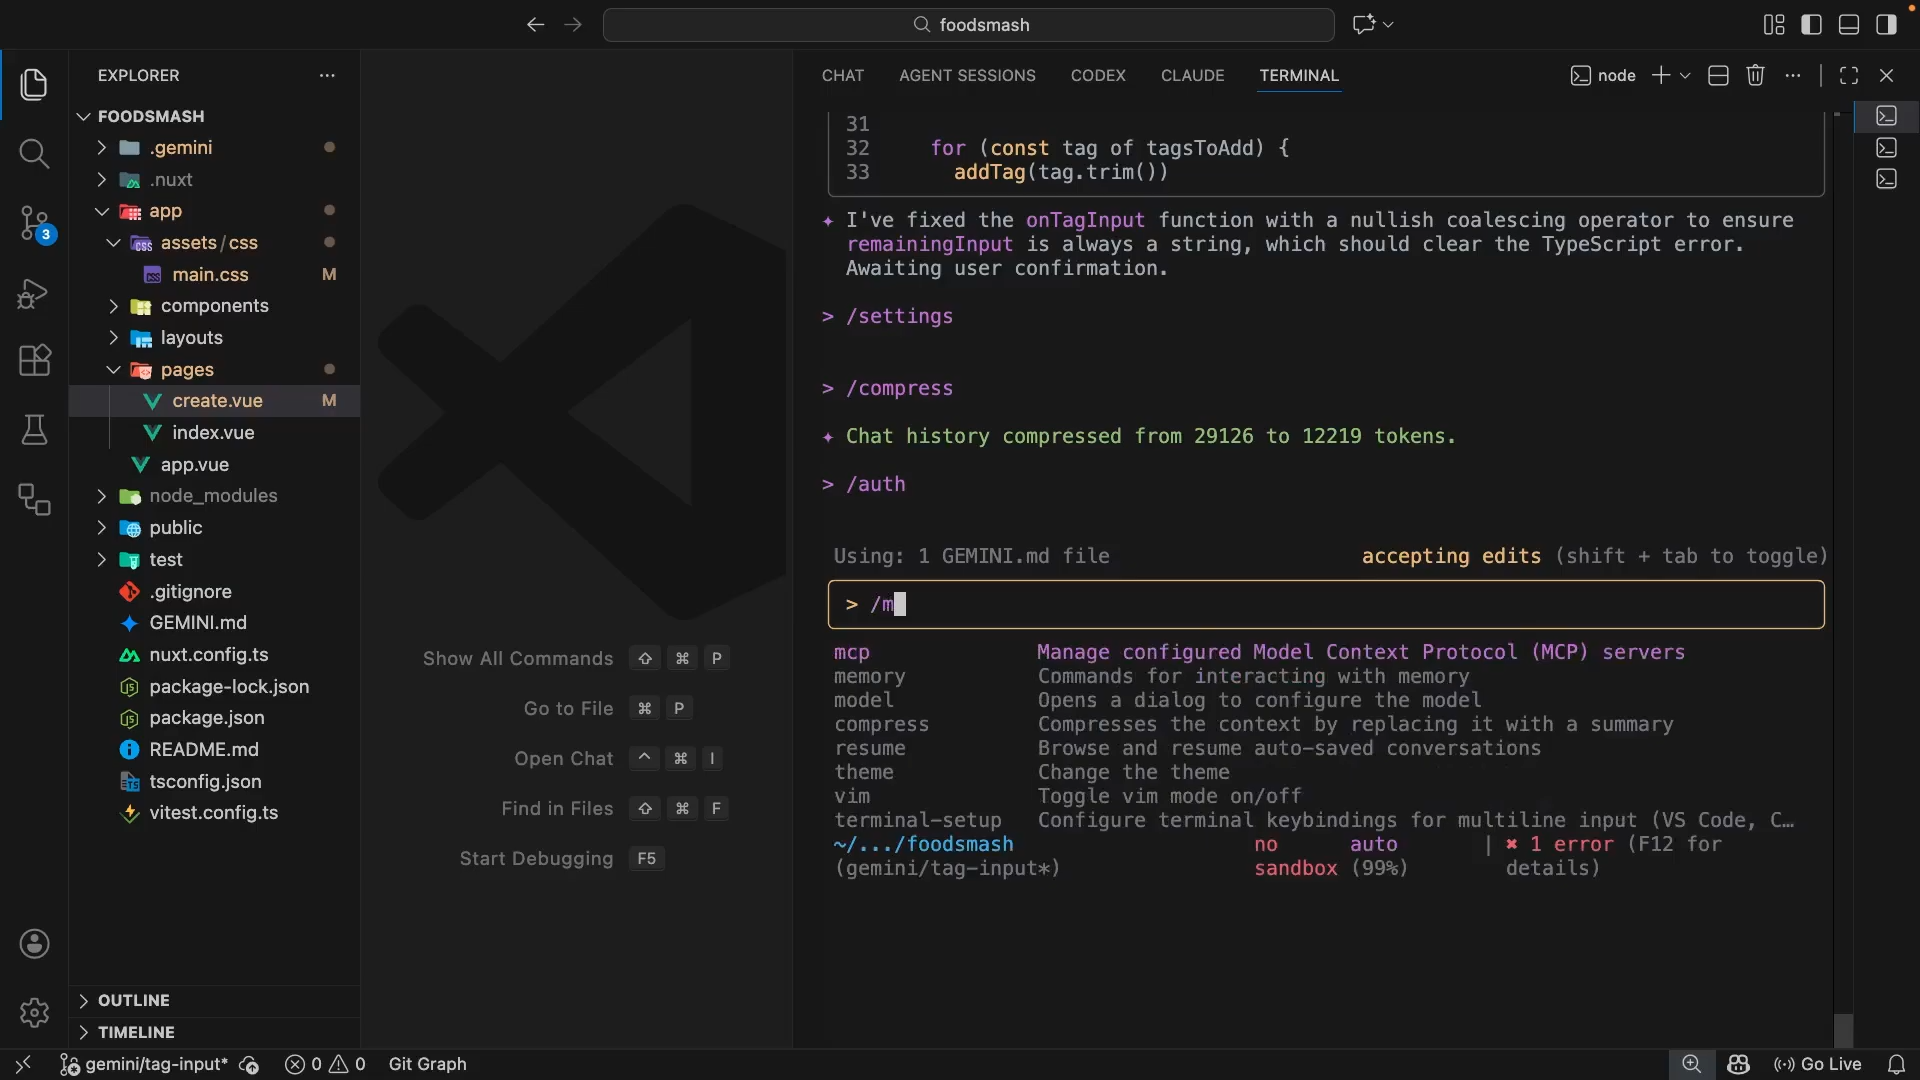 foodsmash
EXPLORER
FOODSMASH
.gemini
.nuxt
app
assets/css
main.css M
components
layouts
pages
create.vue M
index.vue
app.vue
node_modules
public
test
.gitignore
GEMINI.md
nuxt.config.ts
package-lock.json
package.json
README.md
tsconfig.json
vitest.config.ts
OUTLINE
TIMELINE
3
Show All Commands ⇧ ⌘ P
Go to File ⌘ P
Open Chat ^ ⌘ I
Find in Files ⇧ ⌘ F
Start Debugging F5
CHAT AGENT SESSIONS CODEX CLAUDE TERMINAL node
31
32 for (const tag of tagsToAdd) {
33 addTag(tag.trim())
✦ I've fixed the onTagInput function with a nullish coalescing operator to ensure
remainingInput is always a string, which should clear the TypeScript error.
Awaiting user confirmation.
> /settings
> /compress
✦ Chat history compressed from 29126 to 12219 tokens.
> /auth
Using: 1 GEMINI.md file accepting edits (shift + tab to toggle)
> /m
mcp Manage configured Model Context Protocol (MCP) servers
memory Commands for interacting with memory
model Opens a dialog to configure the model
compress Compresses the context by replacing it with a summary
resume Browse and resume auto-saved conversations
theme Change the theme
vim Toggle vim mode on/off
terminal-setup Configure terminal keybindings for multiline input (VS Code, C…
~/.../foodsmash no auto | ✖ 1 error (F12 for
(gemini/tag-input*) sandbox (99%) details)
gemini/tag-input* 0 0 Git Graph Go Live